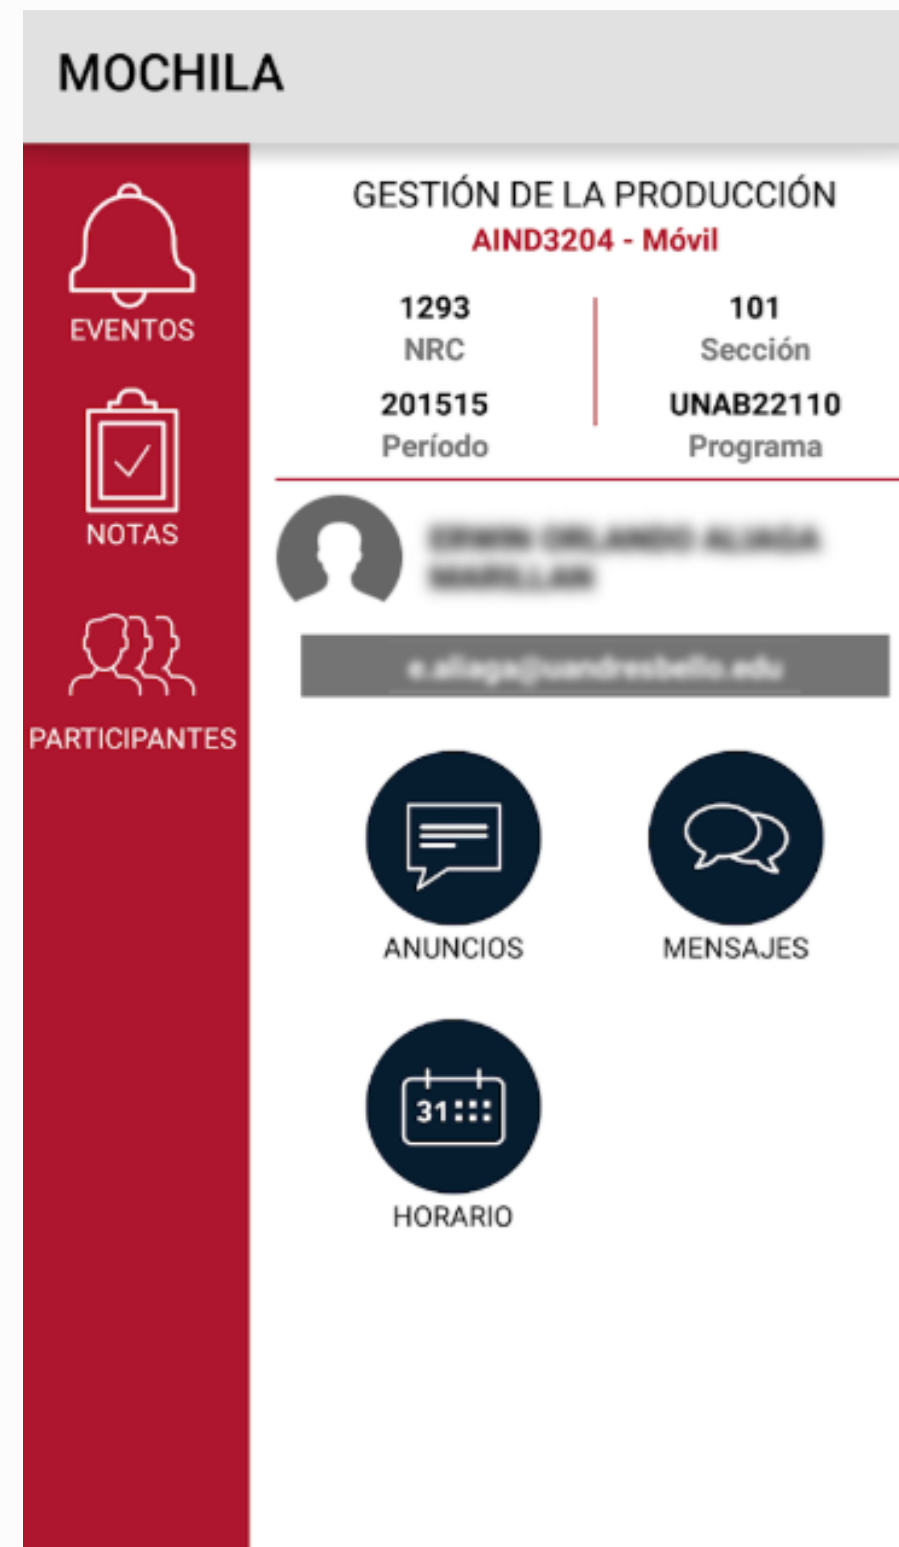 MOCHILA
EVENTOS
NOTAS
PARTICIPANTES
GESTIÓN DE LA PRODUCCIÓN
AIND3204 - Móvil
1293
NRC
101
Sección
201515
Período
UNAB22110
Programa
ANUNCIOS
MENSAJES
31
HORARIO